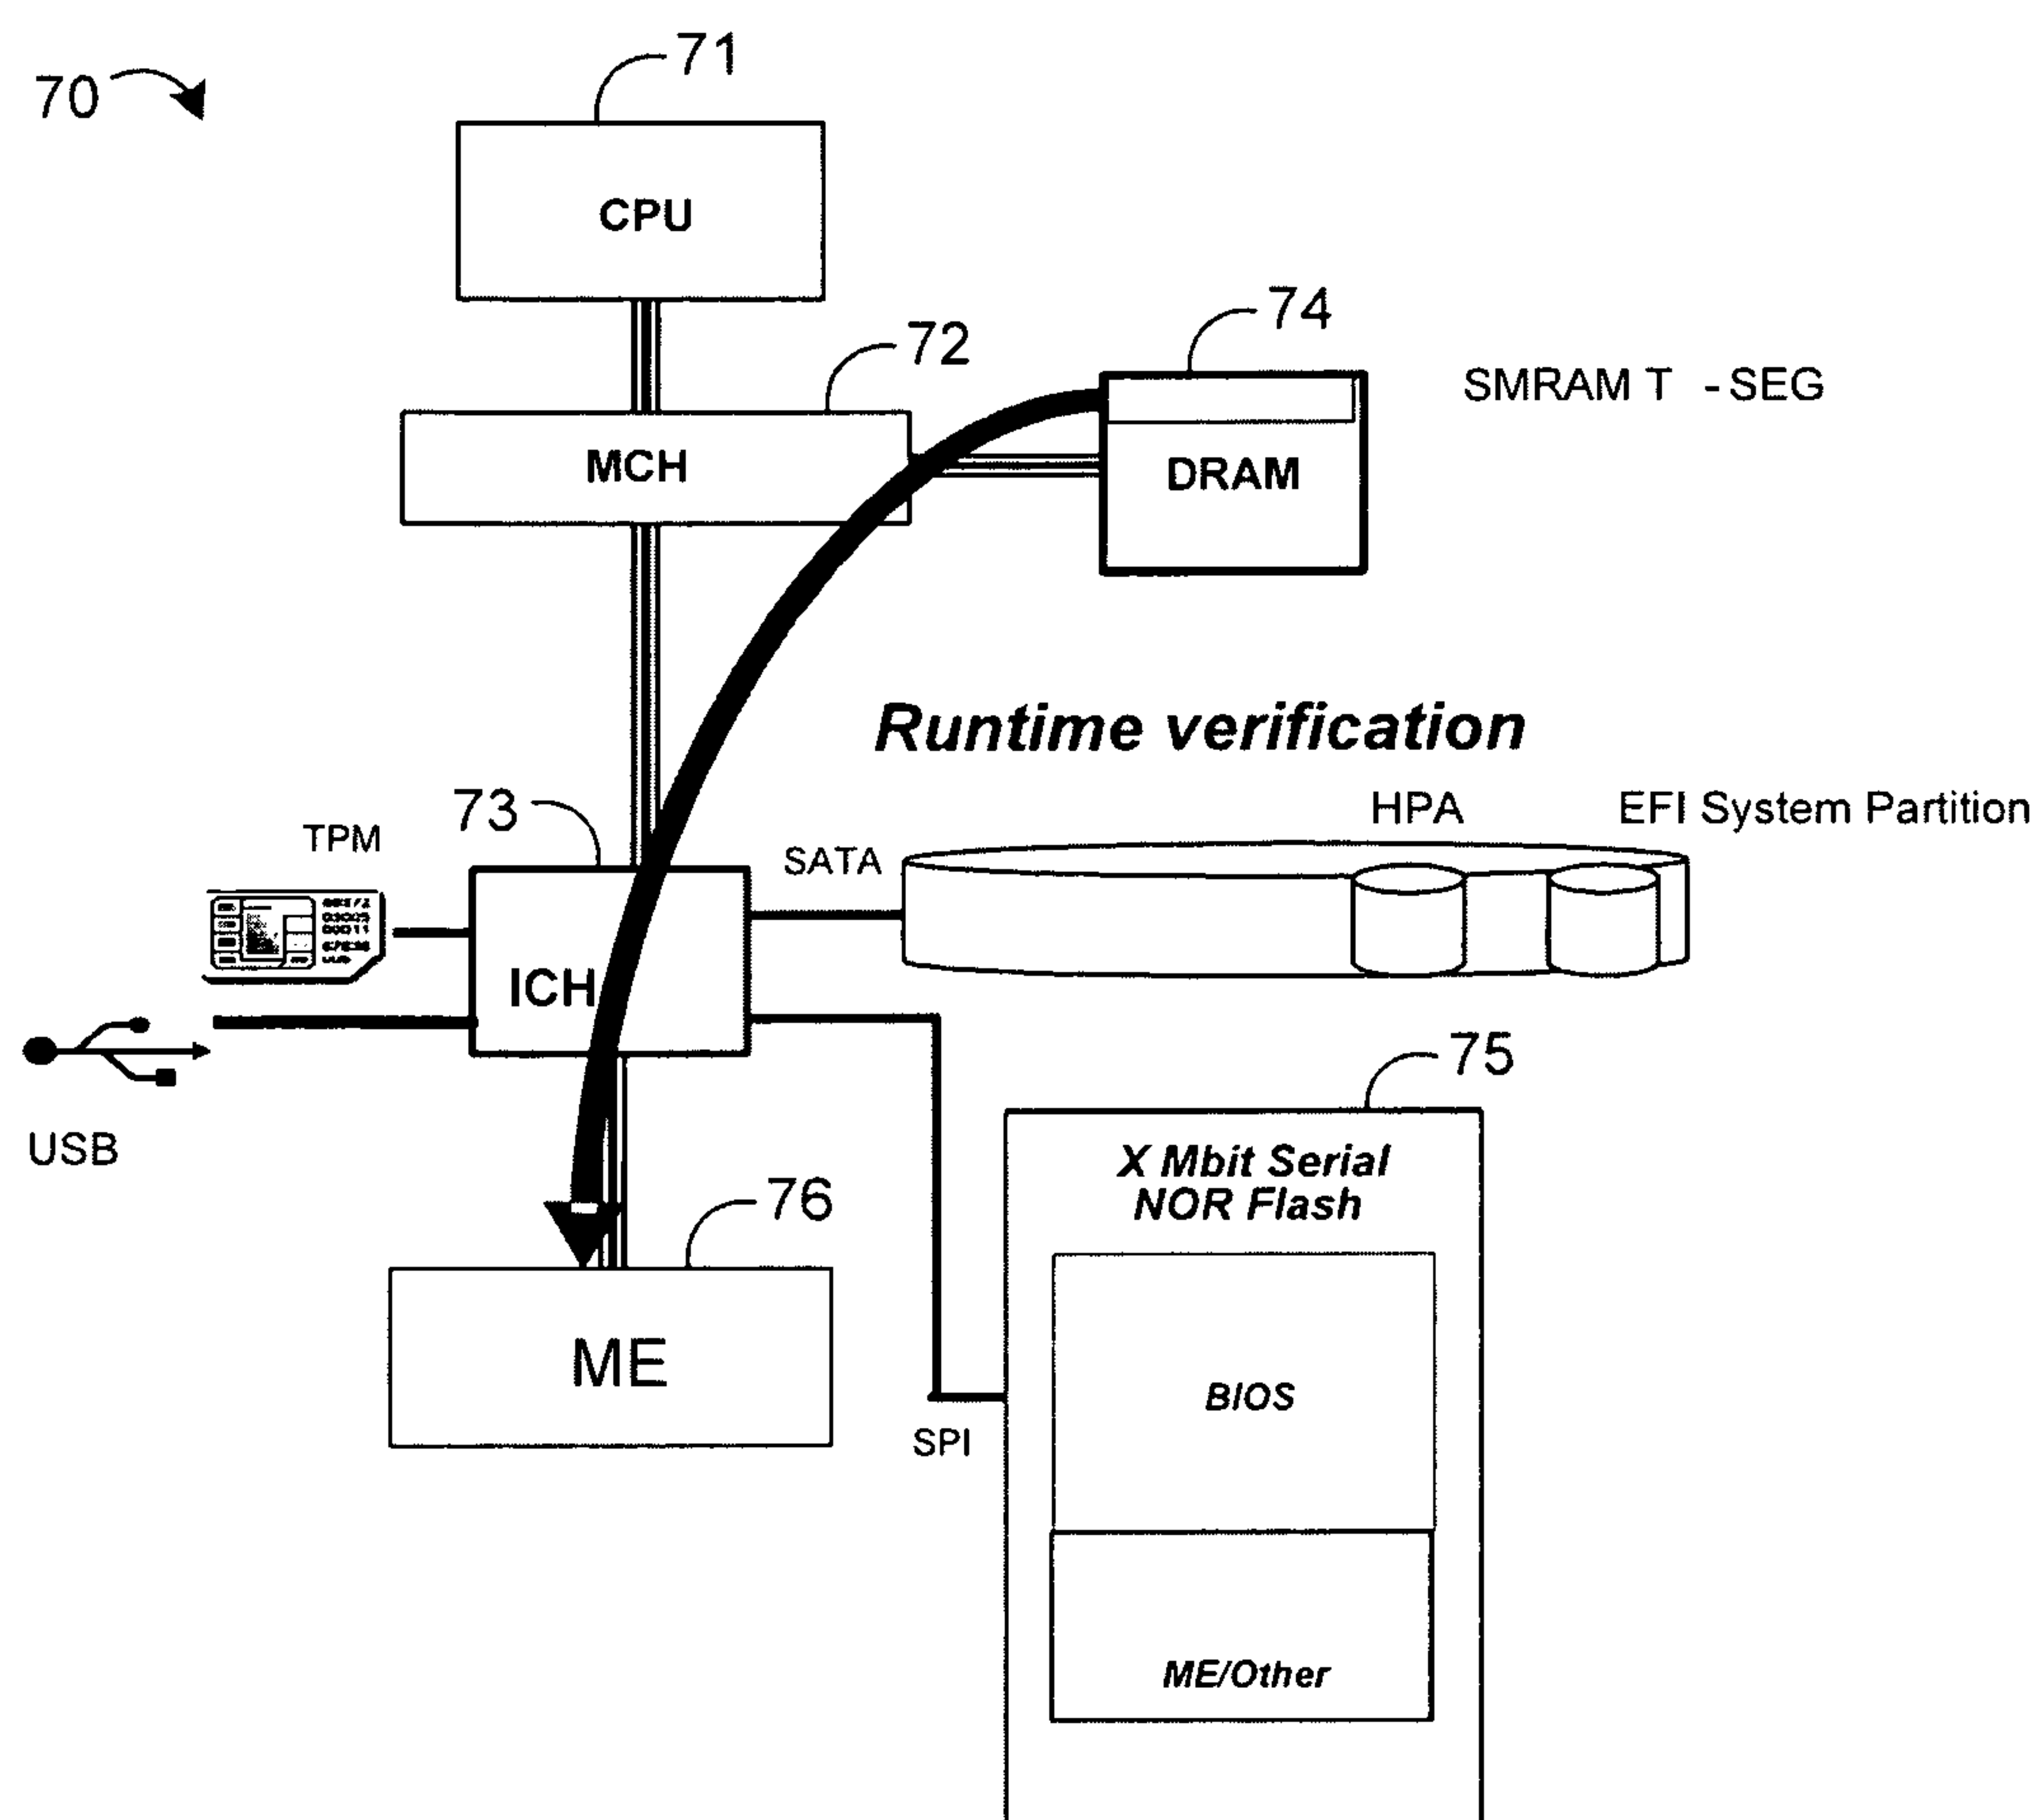 70
71
CPU
72
74
MCH
SMRAM T -SEG
DRAM
Runtime verification
73
TPM
SATA
HPA
EFI System Partition
ICH
USB
75
X Mbit Serial
NOR Flash
76
ME
BIOS
SPI
ME/Other